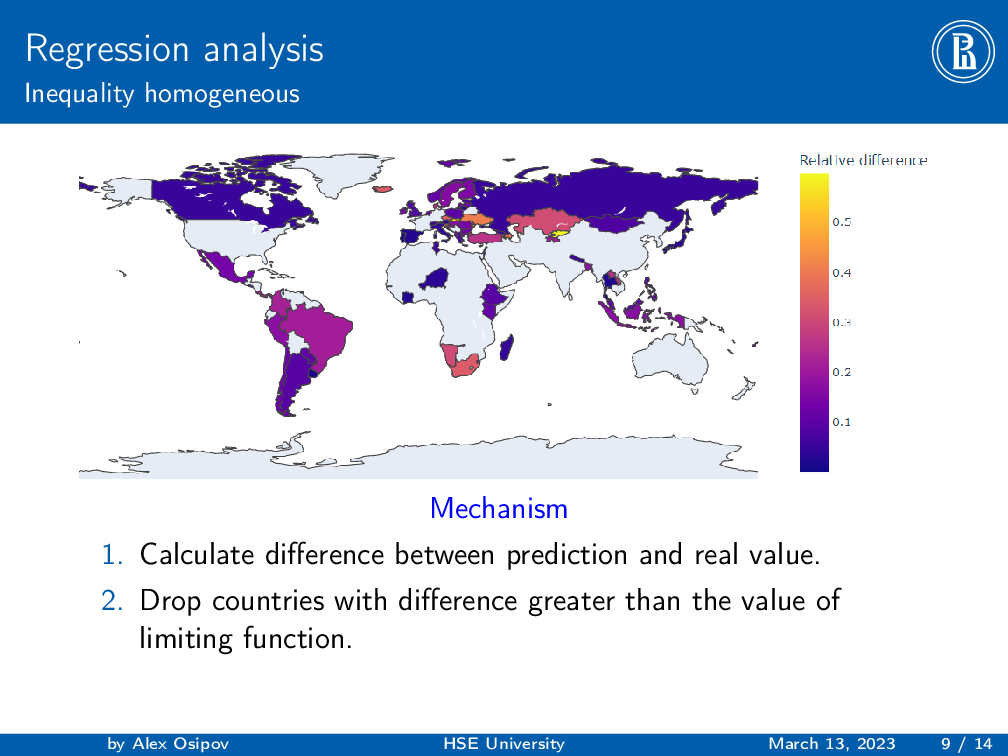 Regression analysis
Inequality homogeneous
Relative difference
0.5
0.4
0.3
0.2
0.1
Mechanism
1. Calculate difference between prediction and real value.
2. Drop countries with difference greater than the value of
limiting function.
by Alex Osipov HSE University March 13, 2023 9 / 14